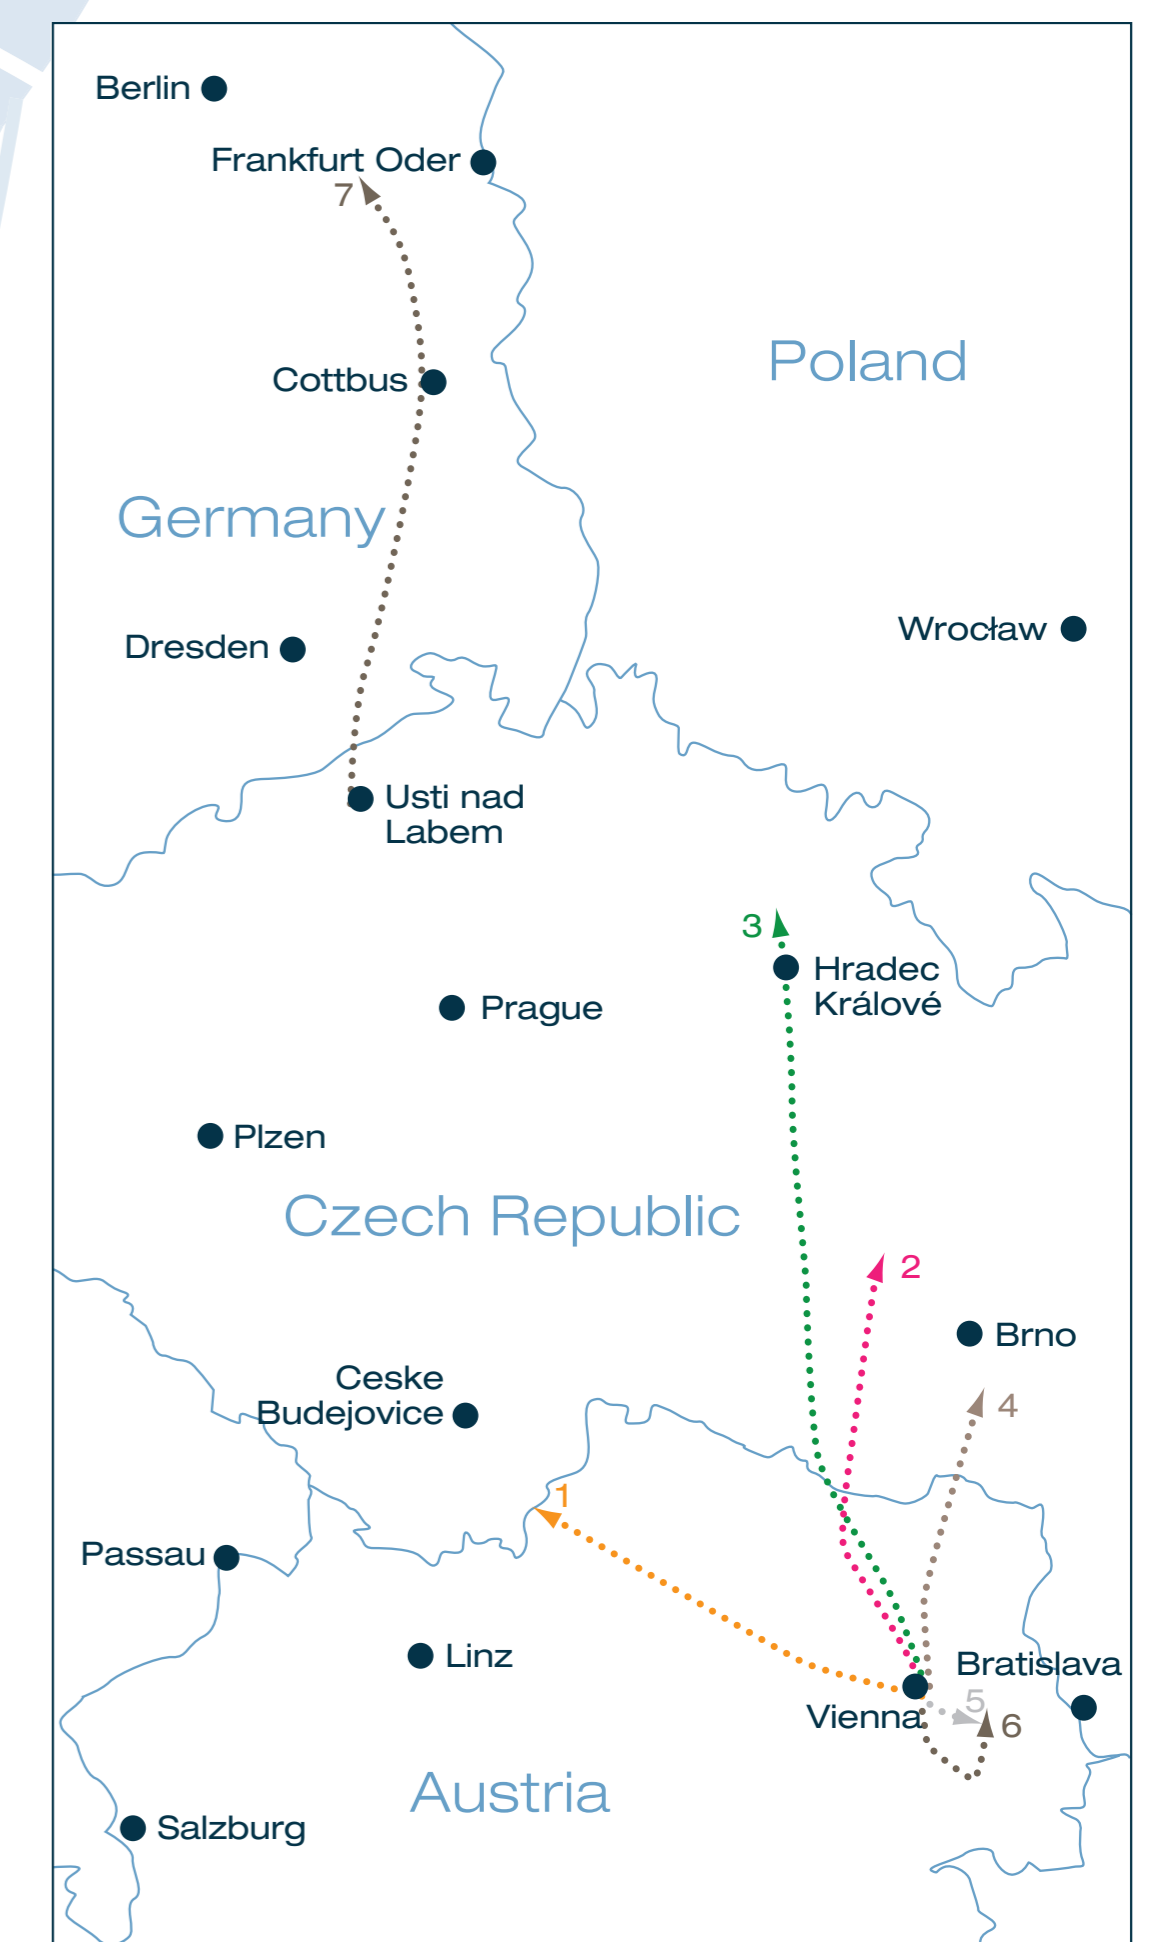 Berlin
Frankfurt Oder
7
Poland
Cottbus
Germany
Wrocław
Dresden
Usti nad
Labem
3
Hradec
Králové
Prague
Plzen
Czech Republic
2
Brno
Ceske
Budejovice
4
1
Passau
Linz
Bratislava
5
Vienna
6
Austria
Salzburg